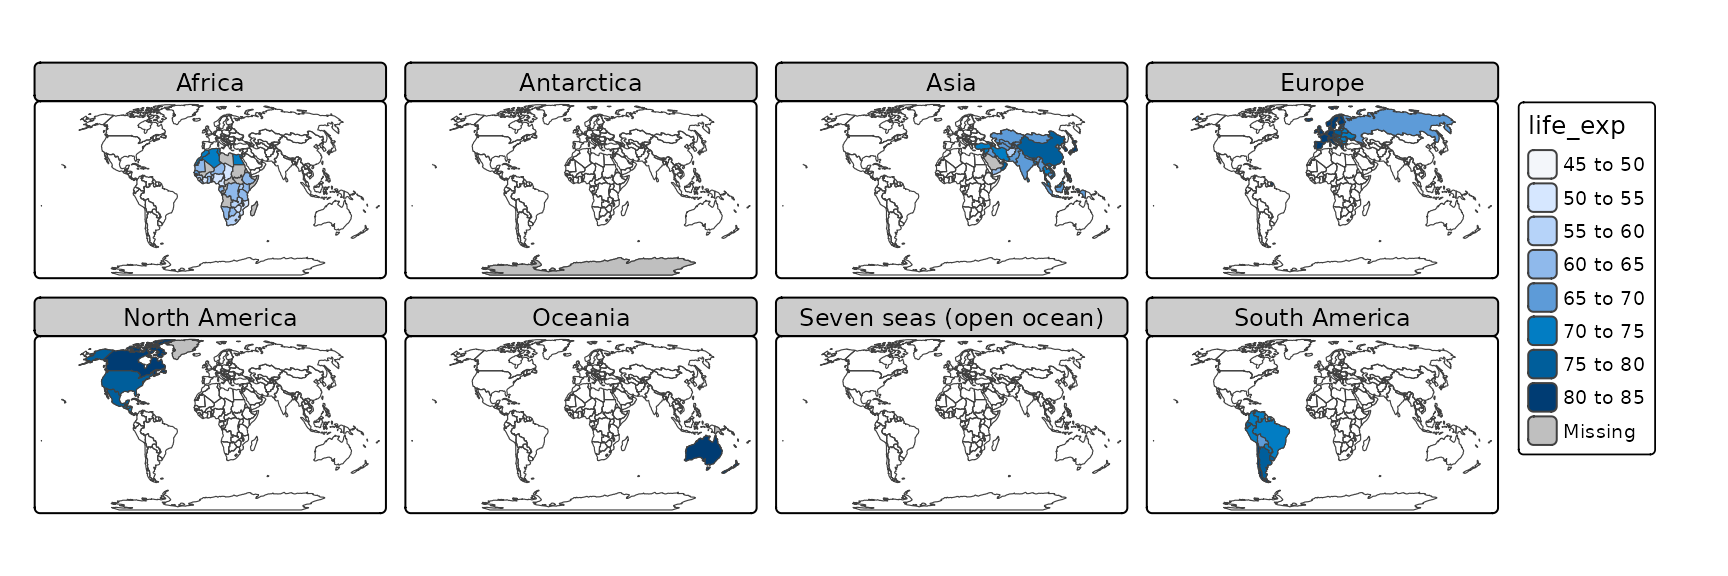 Africa
Antarctica
Asia
Europe
North America
Oceania
Seven seas (open ocean)
South America
life_exp
45 to 50
50 to 55
55 to 60
60 to 65
65 to 70
70 to 75
75 to 80
80 to 85
Missing